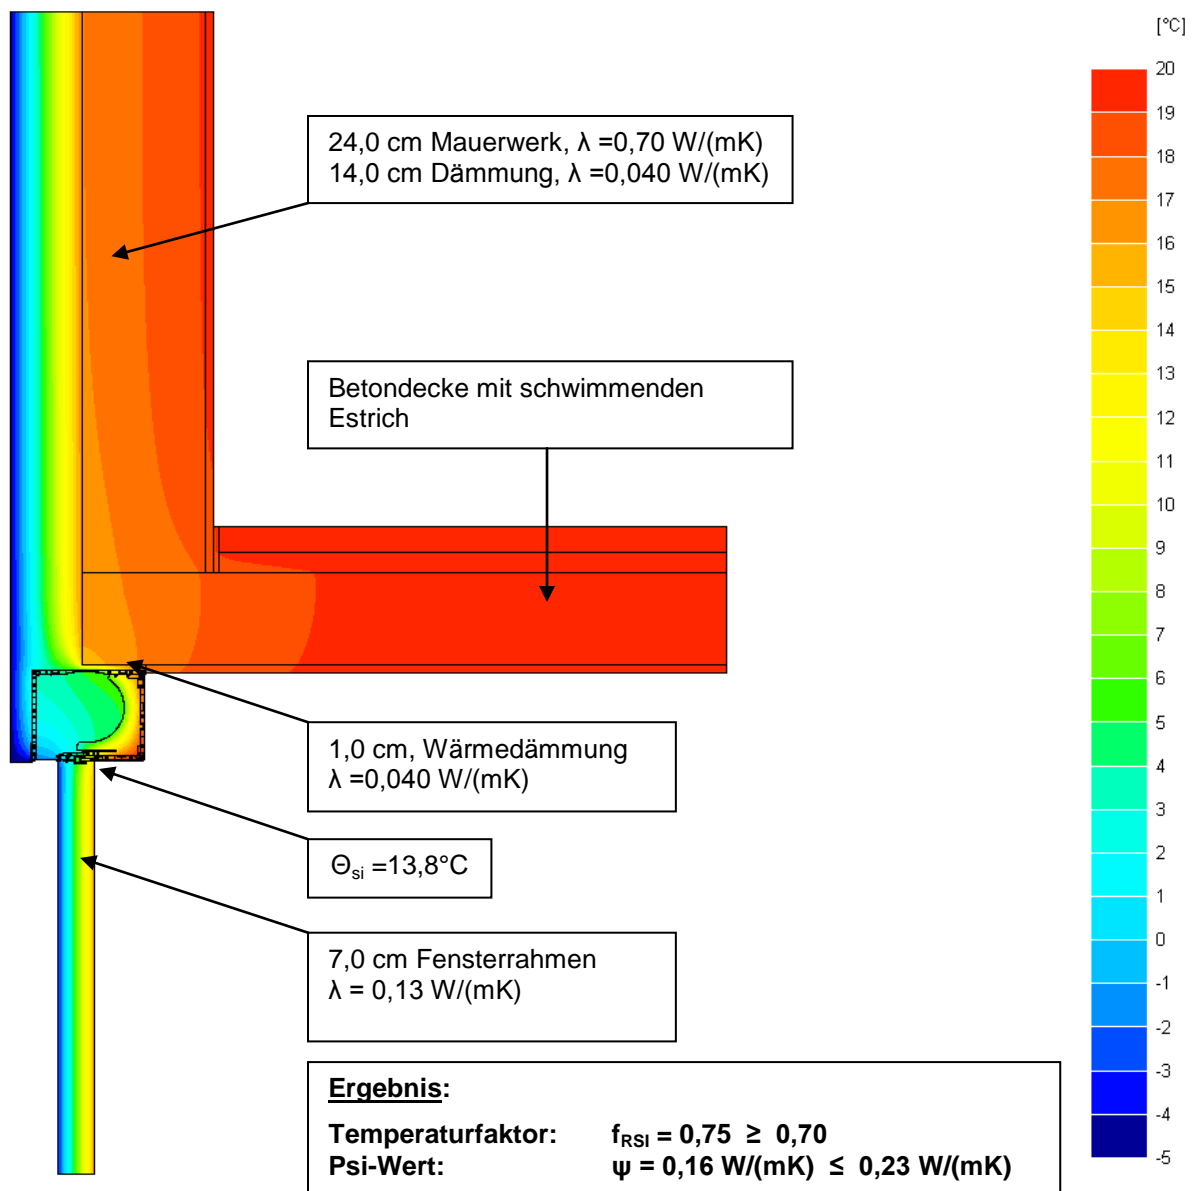 [°C]
20
19
18
17
16
15
14
13
12
11
10
9
8
7
6
5
4
3
2
1
0
-1
-2
-3
-4
-5
24,0 cm Mauerwerk, λ =0,70 W/(mK)
14,0 cm Dämmung, λ =0,040 W/(mK)
Betondecke mit schwimmenden
Estrich
1,0 cm, Wärmedämmung
λ =0,040 W/(mK)
Θsi =13,8°C
7,0 cm Fensterrahmen
λ = 0,13 W/(mK)
Ergebnis:
Temperaturfaktor: fRSI = 0,75 ≥ 0,70
Psi-Wert: ψ = 0,16 W/(mK) ≤ 0,23 W/(mK)